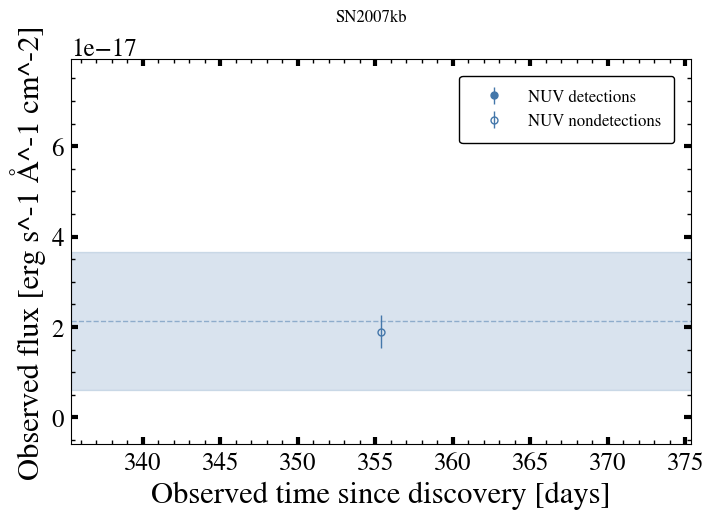 SN2007kb
1e−17
NUV detections
NUV nondetections
6
4
2
0
Observed flux [erg s^-1 Å^-1 cm^-2]
340 345 350 355 360 365 370 375
Observed time since discovery [days]